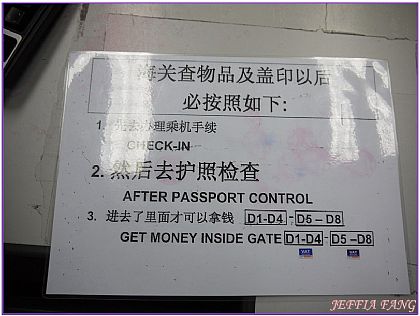 海关查物品及盖印以后
必按照如下:
1. 先去办理乘机手续
CHECK-IN
2. 然后去护照检查
AFTER PASSPORT CONTROL
3. 进去了里面才可以拿钱 D1-D4 - D5-D8
GET MONEY INSIDE GATE D1-D4 - D5-D8
VAT VAT
JEFFIA FANG